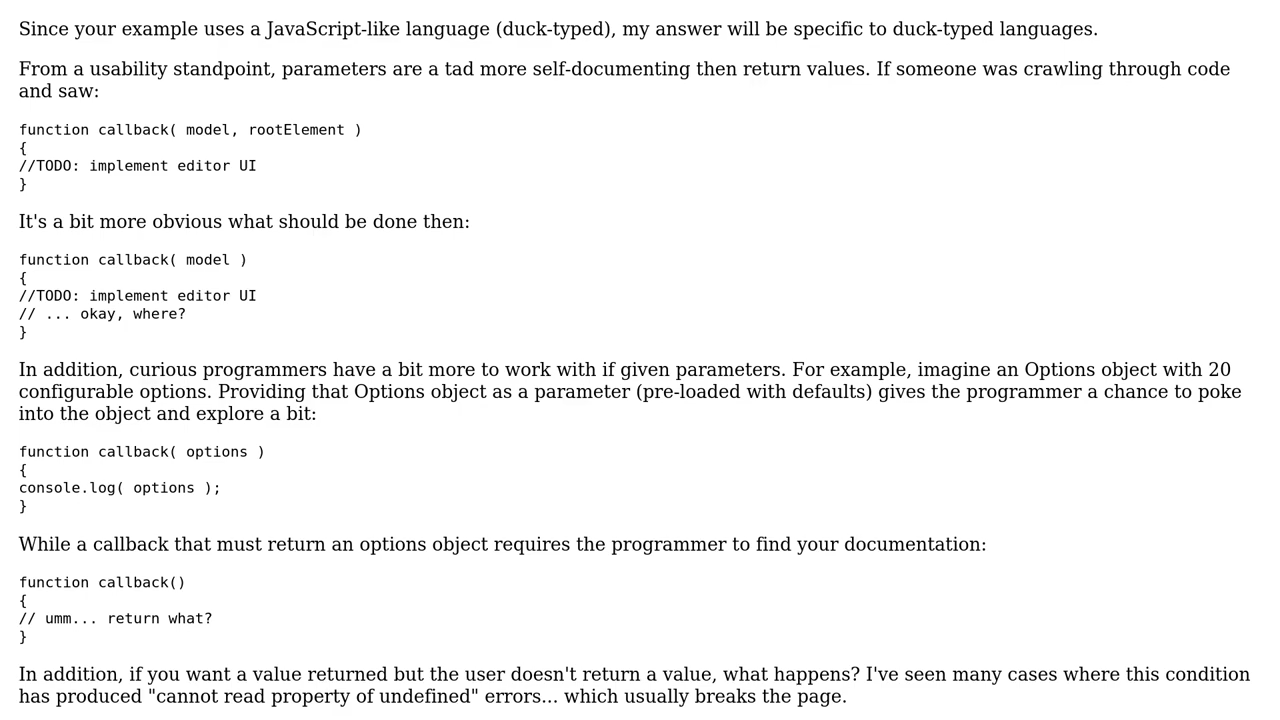 Since your example uses a JavaScript-like language (duck-typed), my answer will be specific to duck-typed languages.
From a usability standpoint, parameters are a tad more self-documenting then return values. If someone was crawling through code
and saw:
function callback( model, rootElement )
{
//TODO: implement editor UI
}
It's a bit more obvious what should be done then:
function callback( model )
{
//TODO: implement editor UI
// ... okay, where?
}
In addition, curious programmers have a bit more to work with if given parameters. For example, imagine an Options object with 20
configurable options. Providing that Options object as a parameter (pre-loaded with defaults) gives the programmer a chance to poke
into the object and explore a bit:
function callback( options )
{
console.log( options );
}
While a callback that must return an options object requires the programmer to find your documentation:
function callback()
{
// umm... return what?
}
In addition, if you want a value returned but the user doesn't return a value, what happens? I've seen many cases where this condition
has produced "cannot read property of undefined" errors... which usually breaks the page.